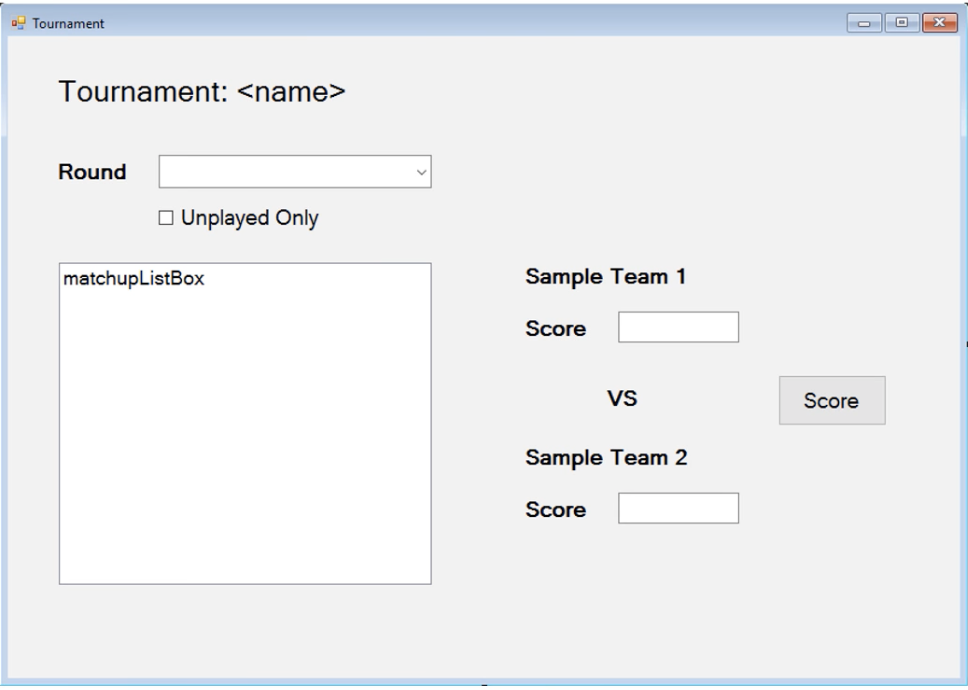 Tournament
Tournament: <name>
Round
Unplayed Only
matchupListBox
Sample Team 1
Score
VS
Score
Sample Team 2
Score